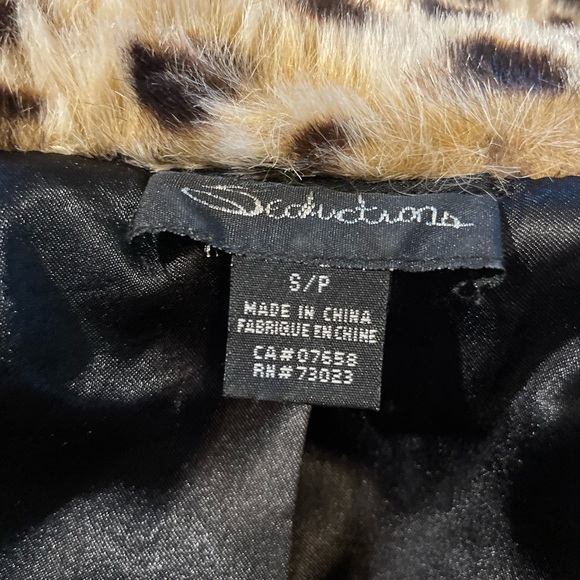 Seductions
S/P
MADE IN CHINA
FABRIQUE EN CHINE
CA#07658
RN#73023